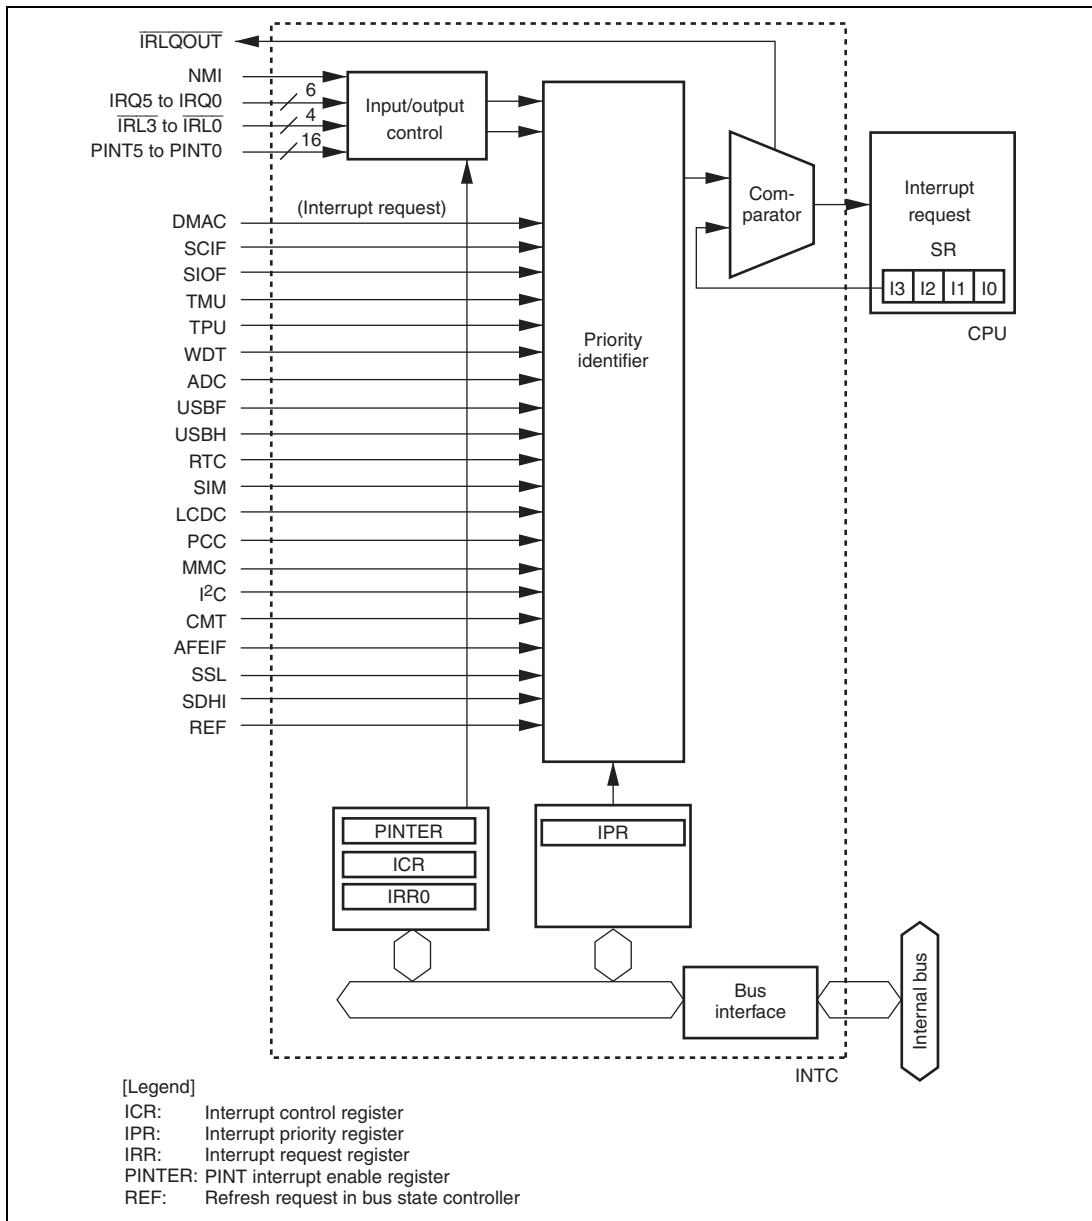 IRLQOUT
NMI
IRQ5 to IRQ0
6
IRL3 to IRL0
4
PINT5 to PINT0
16
Input/output
control
Com-
parator
Interrupt
request
SR
I3 I2 I1 I0
CPU
(Interrupt request)
DMAC
SCIF
SIOF
TMU
TPU
WDT
ADC
USBF
USBH
RTC
SIM
LCDC
PCC
MMC
I²C
CMT
AFEIF
SSL
SDHI
REF
Priority
identifier
PINTER
ICR
IRR0
IPR
Bus
interface
Internal bus
INTC
[Legend]
ICR: Interrupt control register
IPR: Interrupt priority register
IRR: Interrupt request register
PINTER: PINT interrupt enable register
REF: Refresh request in bus state controller